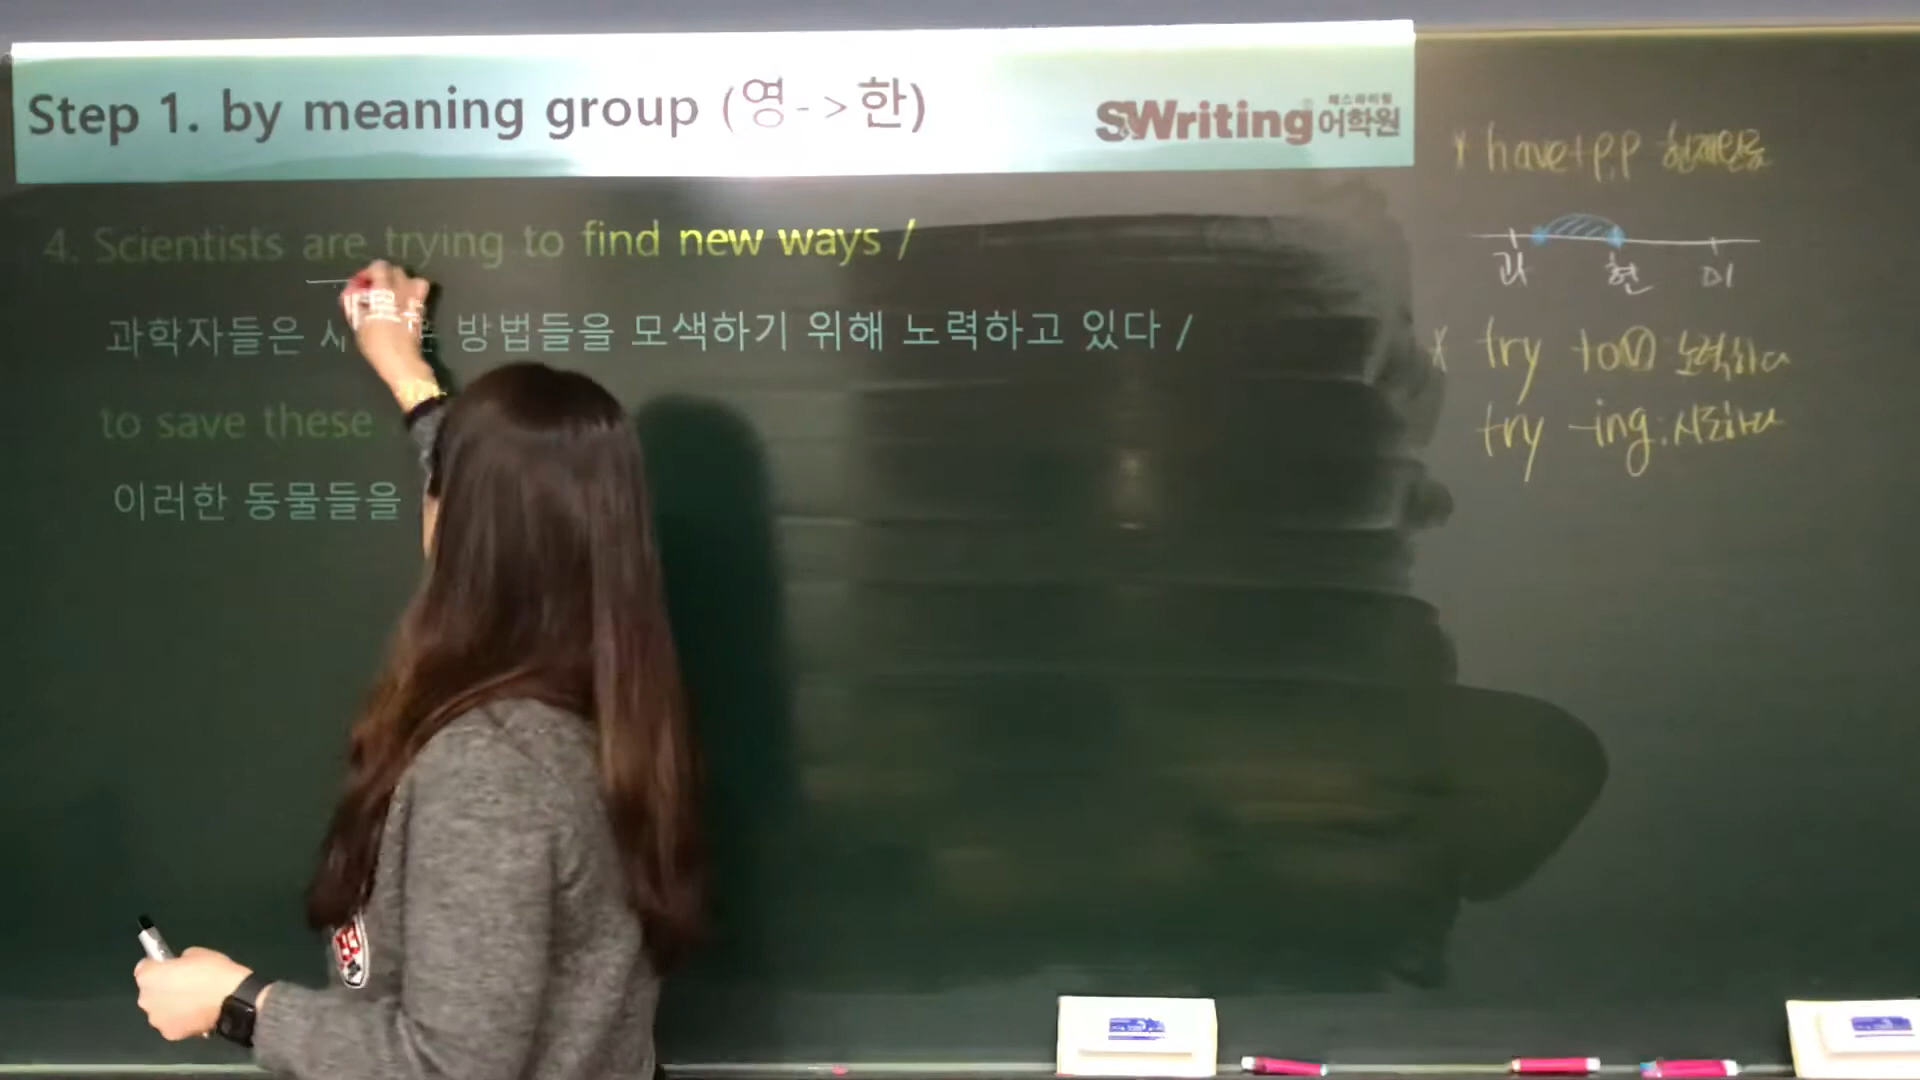 Step 1. by meaning group (영->한)
SWriting 어학원
4. Scientists are trying to find new ways /
과학자들은 새로운 방법들을 모색하기 위해 노력하고 있다 /
to save these
이러한 동물들을
have+p.p 현재완료
과 현 미
try to ⓥ 노력하다
try -ing : 시도하다